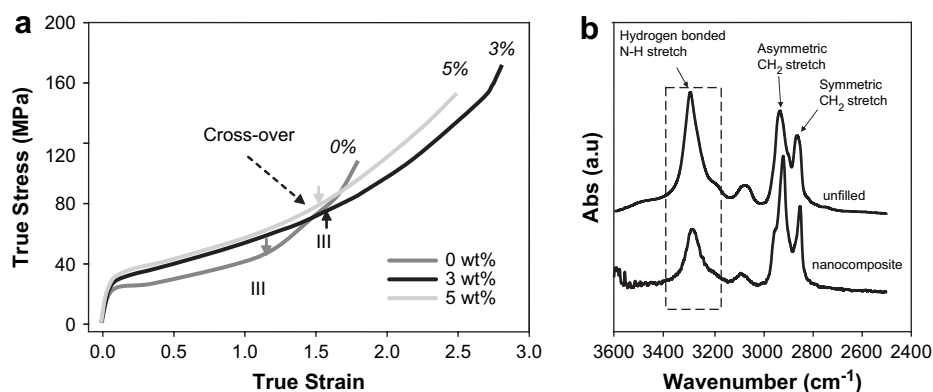 a
200
160
120
80
40
0
True Stress (MPa)
0.0 0.5 1.0 1.5 2.0 2.5 3.0
True Strain
Cross-over
0%
5%
3%
III
III
0 wt%
3 wt%
5 wt%
b
Hydrogen bonded
N-H stretch
Asymmetric
CH2 stretch
Symmetric
CH2 stretch
unfilled
nanocomposite
Abs (a.u)
3600 3200 3000 2800 2600 2400
Wavenumber (cm-1)